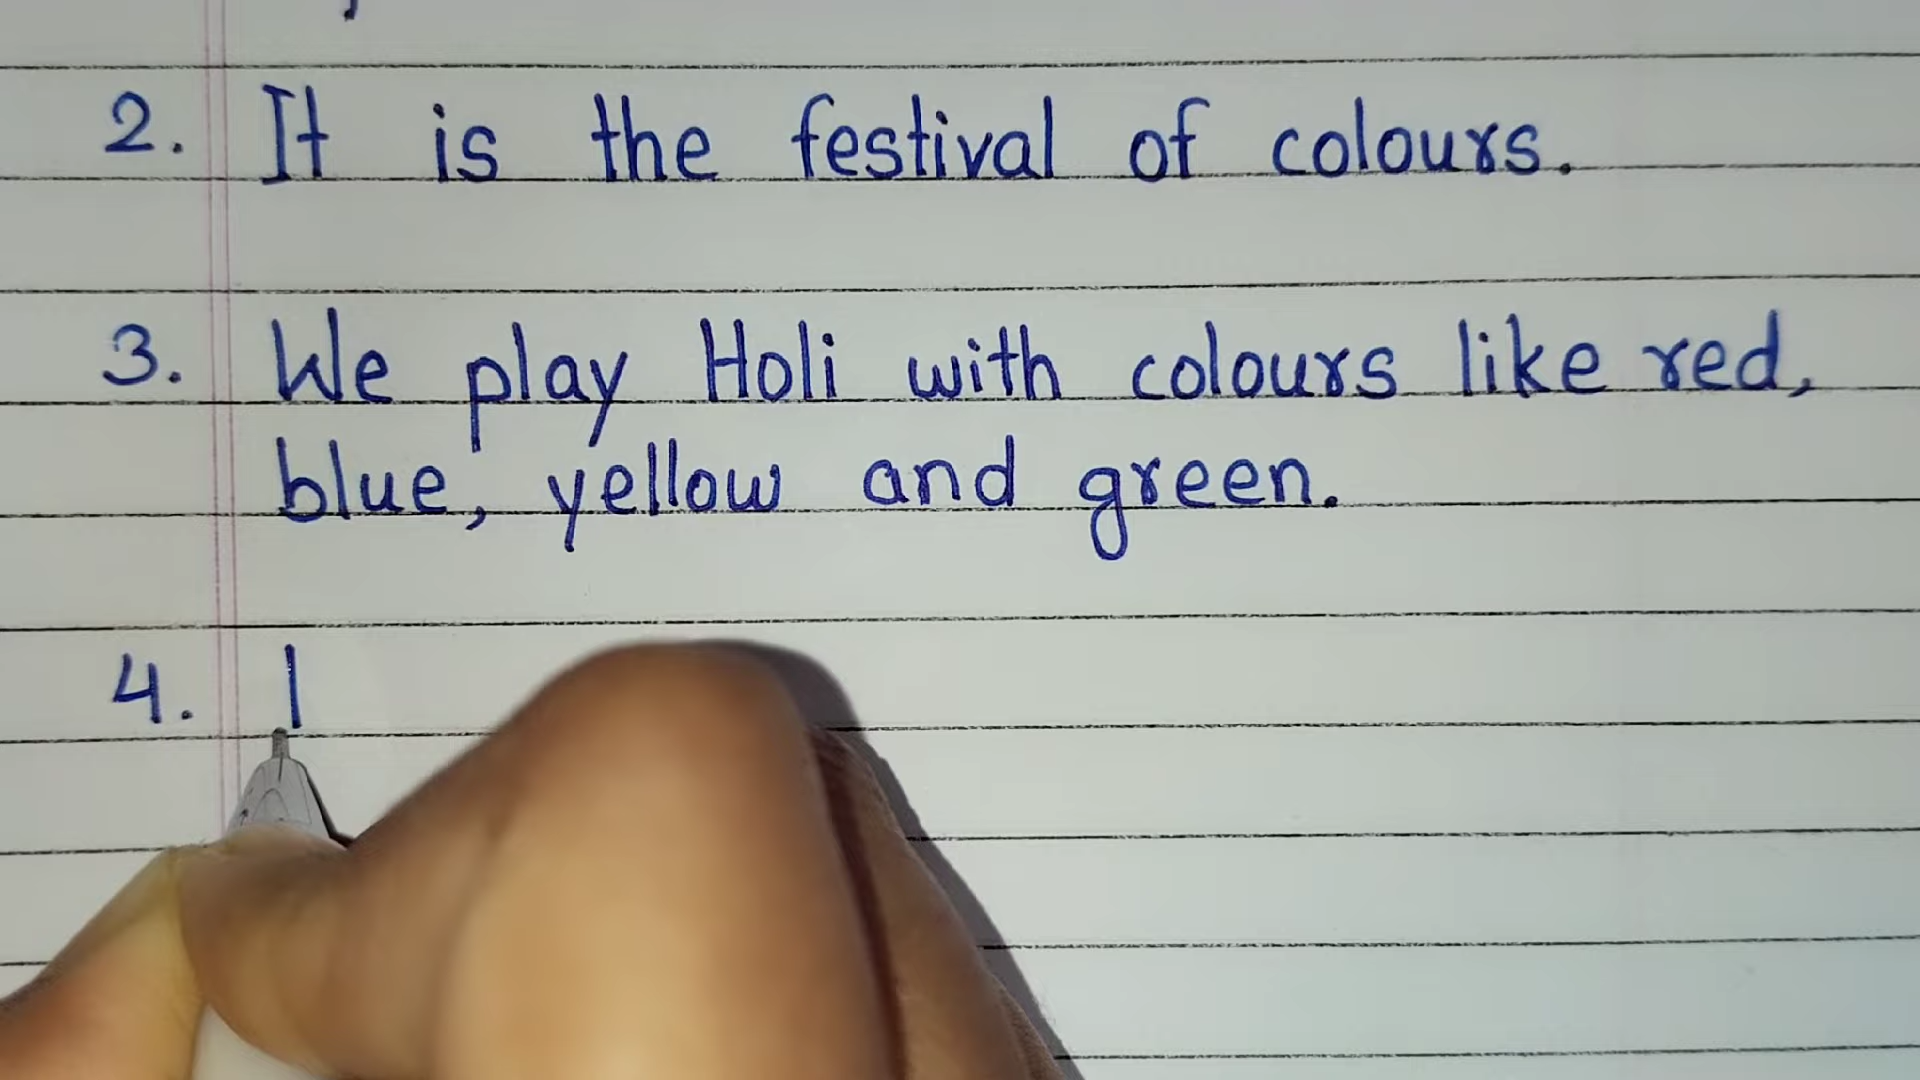 2. It is the festival of colours.
3. We play Holi with colours like red,
blue, yellow and green.
4.